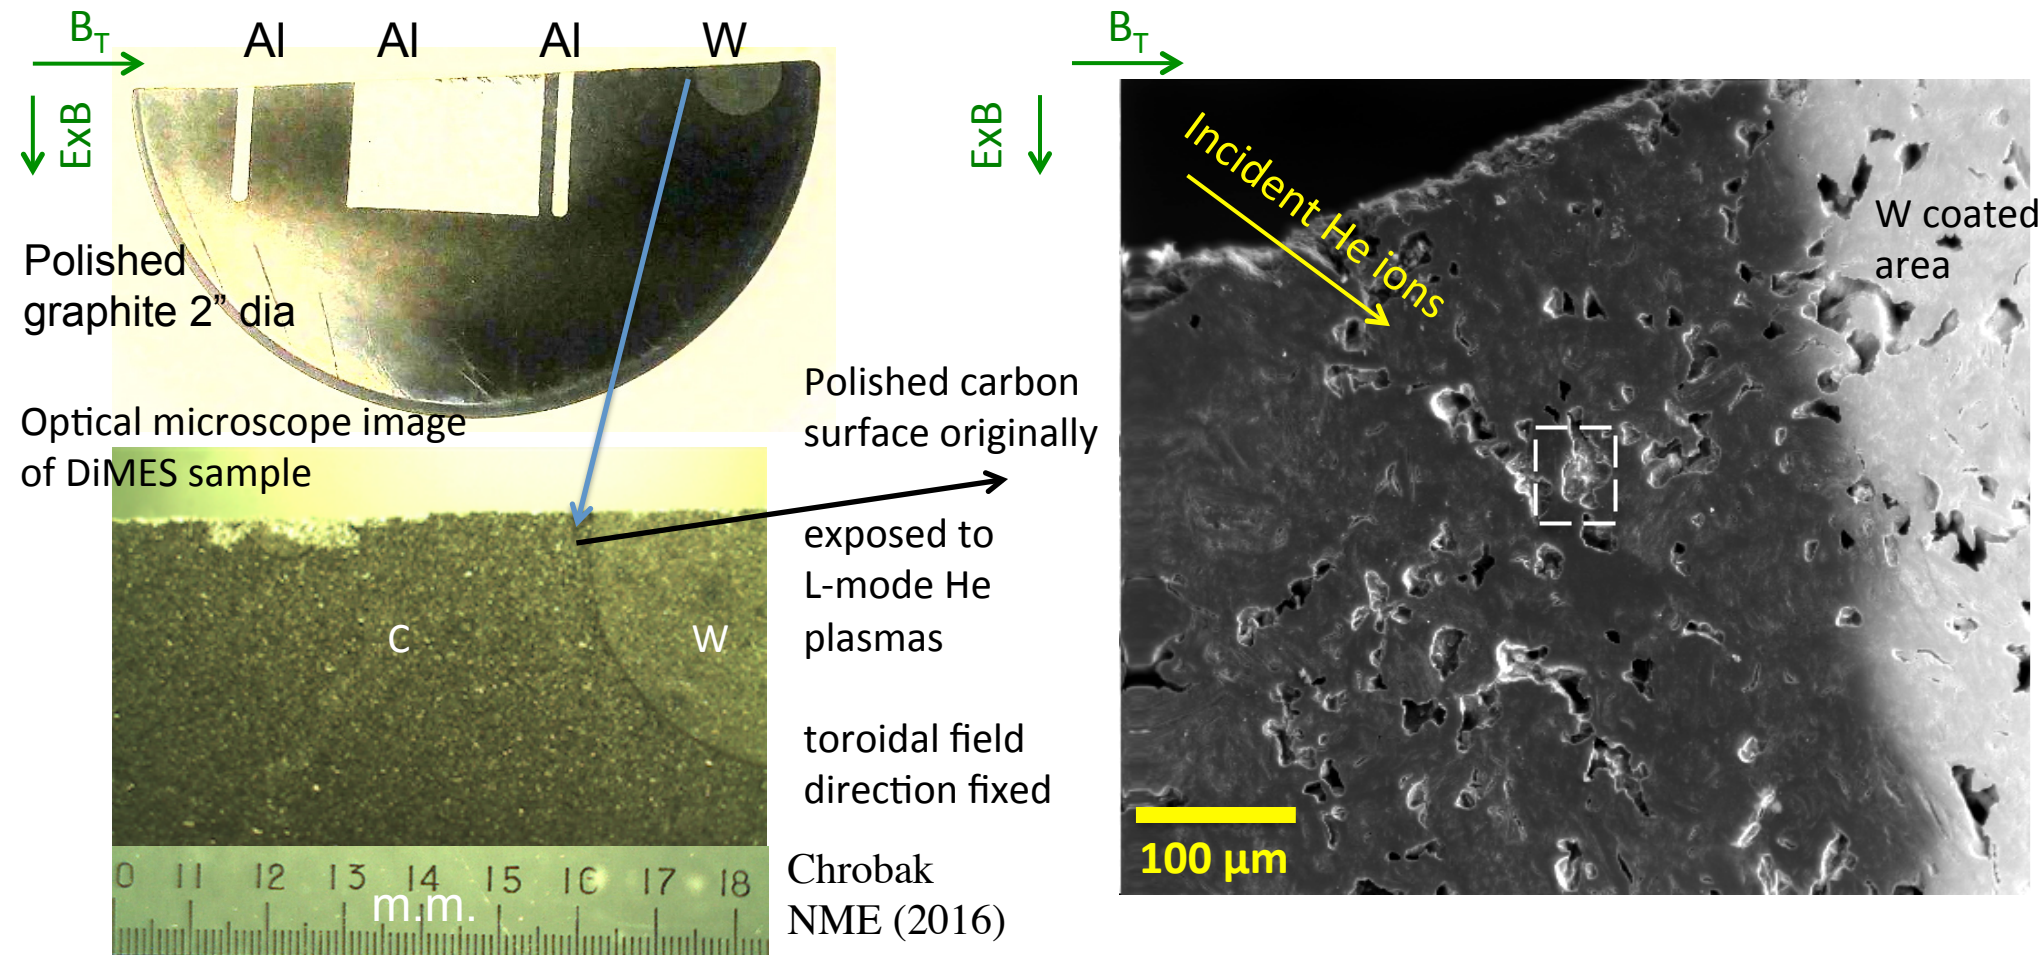 B_T
Al Al Al W
ExB
Polished
graphite 2” dia
Optical microscope image
of DiMES sample
C
W
0 11 12 13 14 15 16 17 18
m.m.
Polished carbon
surface originally
exposed to
L-mode He
plasmas
toroidal field
direction fixed
Chrobak
NME (2016)
B_T
ExB
Incident He ions
W coated
area
100 µm